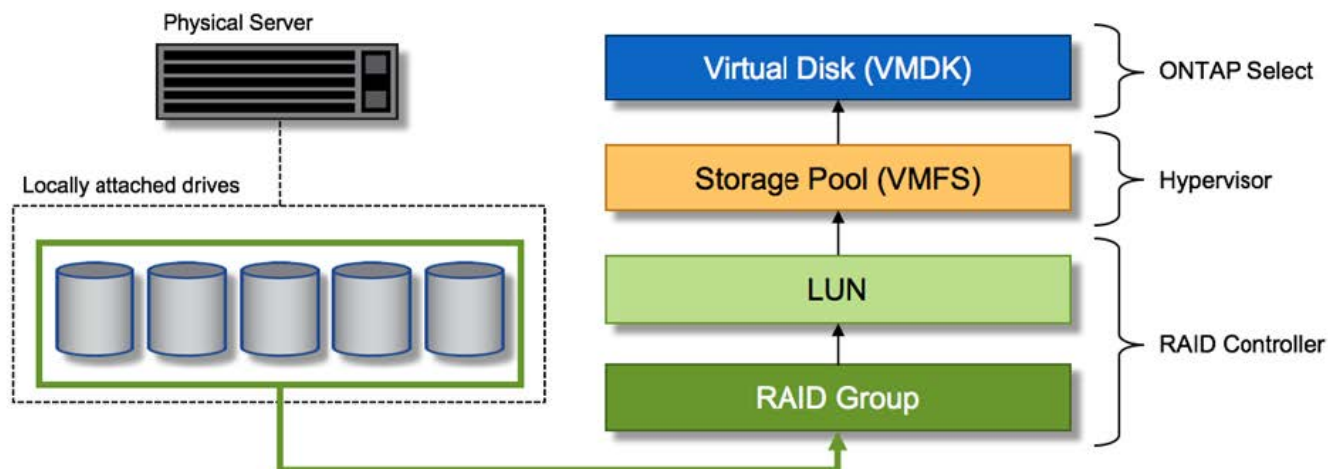 Physical Server
Locally attached drives
Virtual Disk (VMDK)
ONTAP Select
Storage Pool (VMFS)
Hypervisor
LUN
RAID Controller
RAID Group